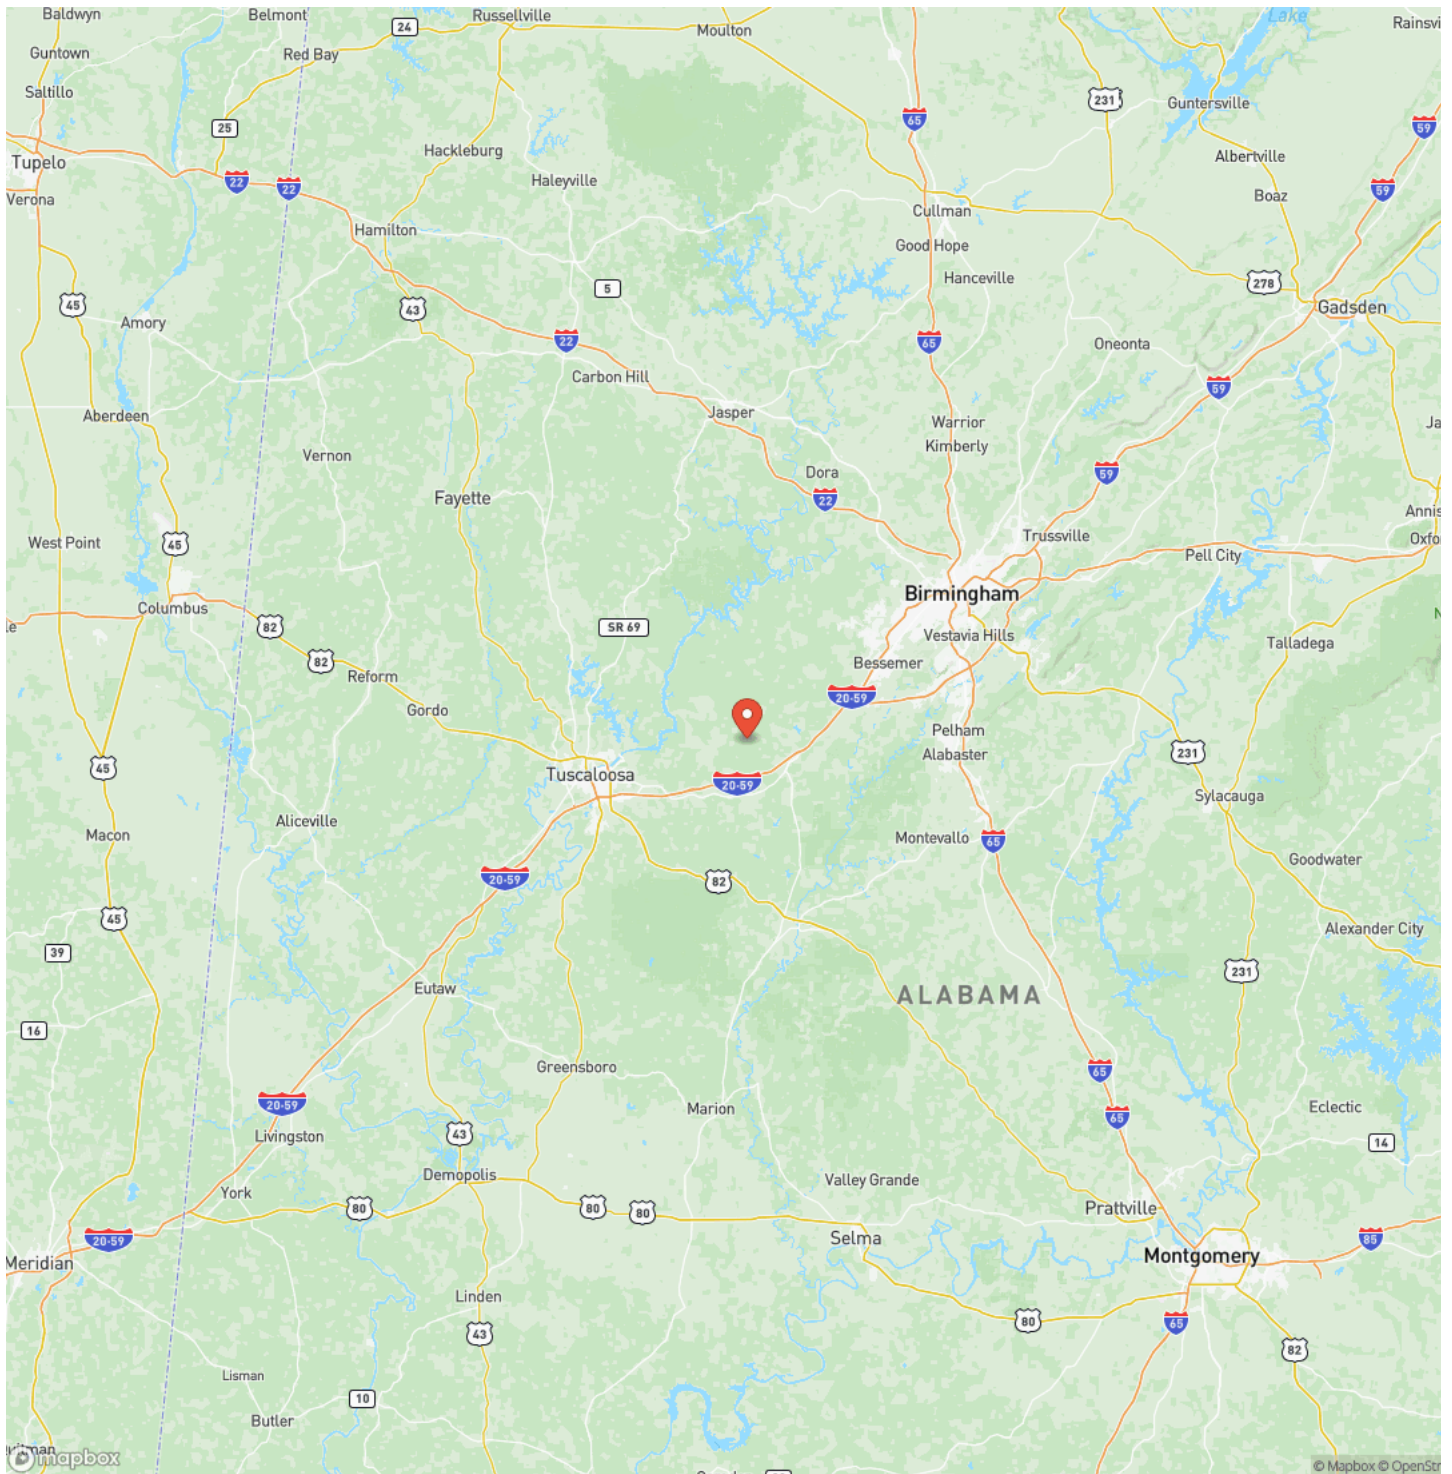 Baldwyn
Belmont
Russellville
Lake
Rainsvi
24
Moulton
Guntown
Red Bay
Saltillo
65
231
Guntersville
59
25
Hackleburg
Albertville
Tupelo
22
22
Haleyville
59
Verona
Boaz
Cullman
Hamilton
Good Hope
Hanceville
278
5
45
43
Gadsden
Amory
22
65
Oneonta
Carbon Hill
59
Jasper
Aberdeen
Warrior
Ja
Kimberly
Vernon
Dora
59
Fayette
22
Annis
West Point
45
Trussville
Oxfor
Pell City
Birmingham
Columbus
82
SR 69
Vestavia Hills
Talladega
82
Bessemer
Reform
20-59
Gordo
Pelham
231
Alabaster
45
Tuscaloosa
20-59
Sylacauga
Aliceville
Macon
Montevallo
65
Goodwater
20-59
82
45
Alexander City
39
231
Eutaw
ALABAMA
16
Greensboro
65
20-59
Marion
Eclectic
65
Livingston
43
14
Demopolis
Valley Grande
York
80
80
80
Prattville
20-59
Selma
85
Meridian
Montgomery
Linden
43
80
65
82
Lisman
10
Butler
mapbox
© Mapbox © OpenStr